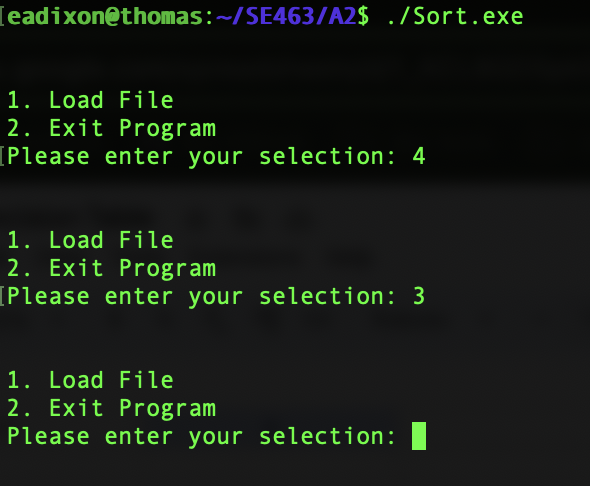 eadixon@thomas:~/SE463/A2$ ./Sort.exe
1. Load File
2. Exit Program
Please enter your selection: 4
1. Load File
2. Exit Program
Please enter your selection: 3
1. Load File
2. Exit Program
Please enter your selection: